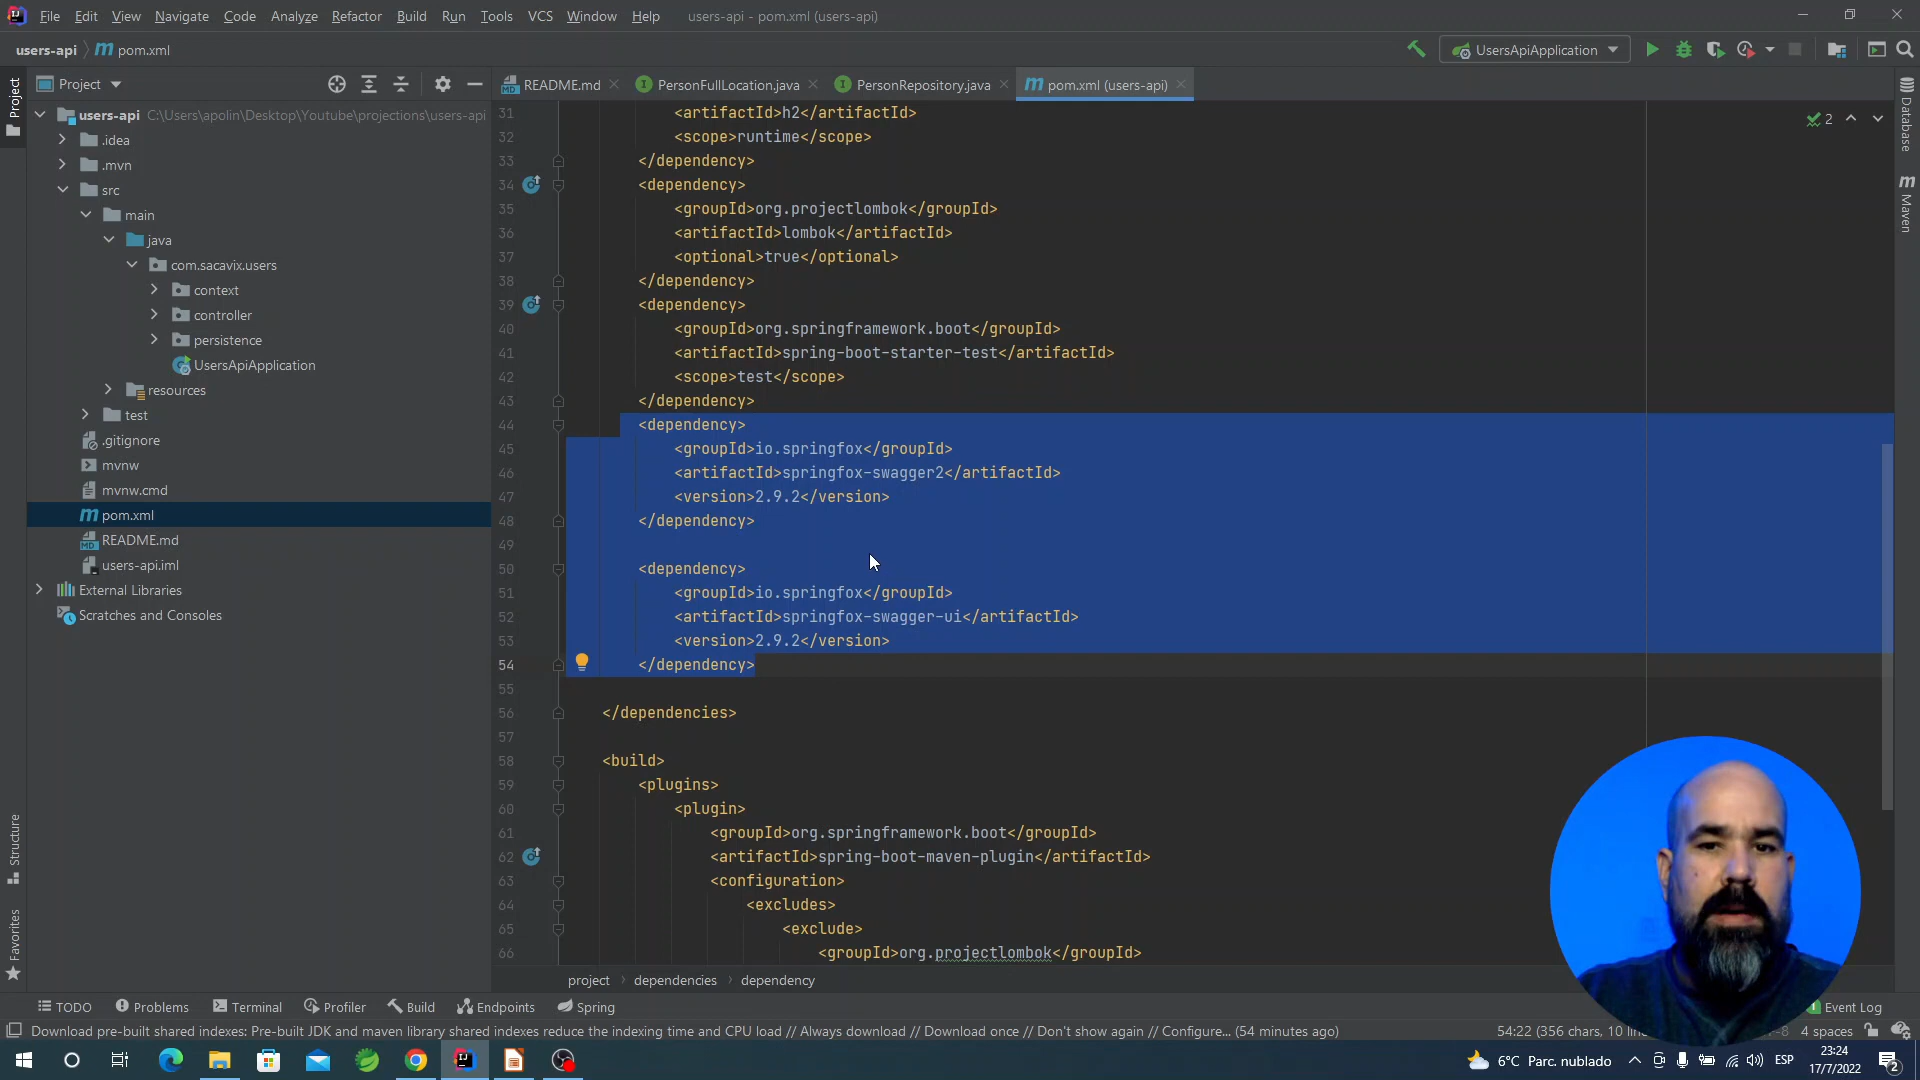 File Edit View Navigate Code Analyze Refactor Build Run Tools VCS Window Help users-api - pom.xml (users-api)
users-api pom.xml UsersApiApplication
Project README.md PersonFullLocation.java PersonRepository.java pom.xml (users-api)
Project
users-api C:\Users\apolin\Desktop\Youtube\projections\users-api
.idea
.mvn
src
main
java
com.sacavix.users
context
controller
persistence
UsersApiApplication
resources
test
.gitignore
mvnw
mvnw.cmd
pom.xml
README.md
users-api.iml
External Libraries
Scratches and Consoles
Structure
Favorites
31 <artifactId>h2</artifactId>
32 <scope>runtime</scope>
33 </dependency>
34 <dependency>
35 <groupId>org.projectlombok</groupId>
36 <artifactId>lombok</artifactId>
37 <optional>true</optional>
38 </dependency>
39 <dependency>
40 <groupId>org.springframework.boot</groupId>
41 <artifactId>spring-boot-starter-test</artifactId>
42 <scope>test</scope>
43 </dependency>
44 <dependency>
45 <groupId>io.springfox</groupId>
46 <artifactId>springfox-swagger2</artifactId>
47 <version>2.9.2</version>
48 </dependency>
49
50 <dependency>
51 <groupId>io.springfox</groupId>
52 <artifactId>springfox-swagger-ui</artifactId>
53 <version>2.9.2</version>
54 </dependency>
55
56 </dependencies>
57
58 <build>
59 <plugins>
60 <plugin>
61 <groupId>org.springframework.boot</groupId>
62 <artifactId>spring-boot-maven-plugin</artifactId>
63 <configuration>
64 <excludes>
65 <exclude>
66 <groupId>org.projectlombok</groupId>
2
Database
Maven
project dependencies dependency
TODO Problems Terminal Profiler Build Endpoints Spring Event Log
Download pre-built shared indexes: Pre-built JDK and maven library shared indexes reduce the indexing time and CPU load // Always download // Download once // Don't show again // Configure... (54 minutes ago) 54:22 (356 chars, 10 lin -8 4 spaces
6°C Parc. nublado ESP 23:24
17/7/2022 2